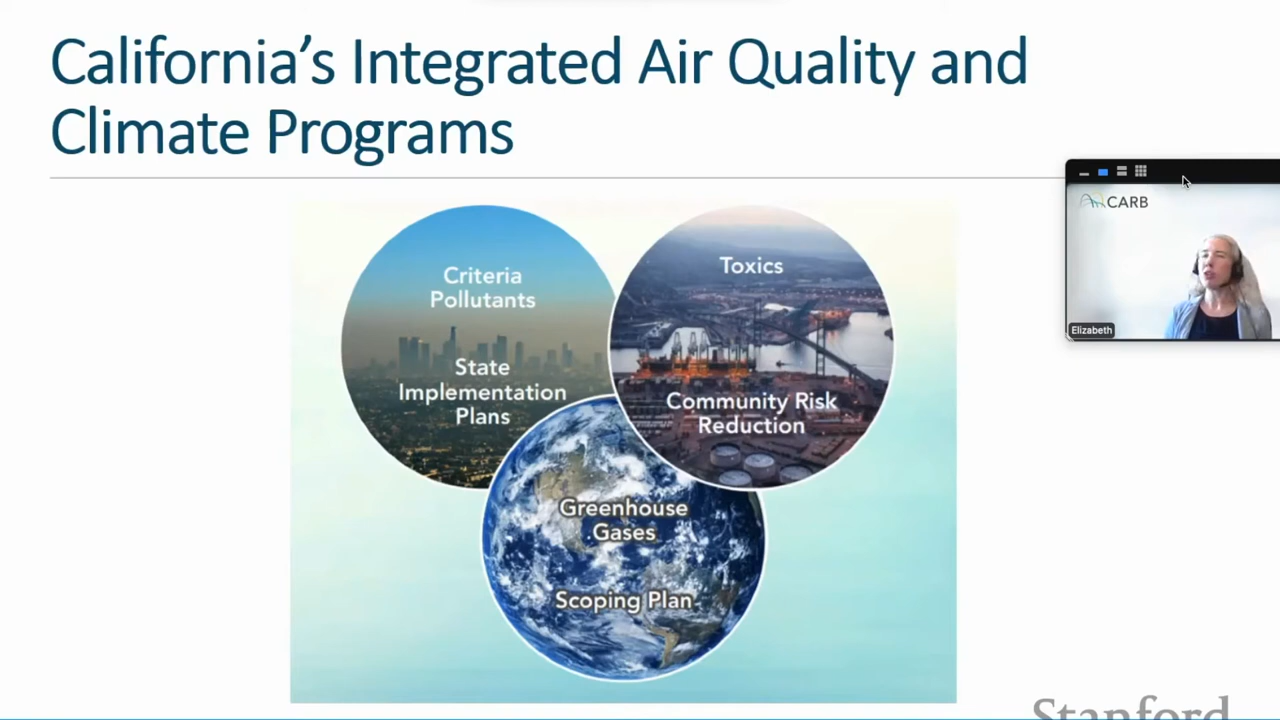 California's Integrated Air Quality and
Climate Programs
CARB
Elizabeth
Criteria
Pollutants
State
Implementation
Plans
Toxics
Community Risk
Reduction
Greenhouse
Gases
Scoping Plan
Stanford